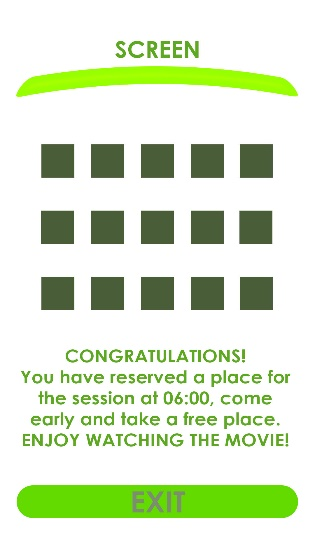 SCREEN
CONGRATULATIONS!
You have reserved a place for
the session at 06:00, come
early and take a free place.
ENJOY WATCHING THE MOVIE!
EXIT